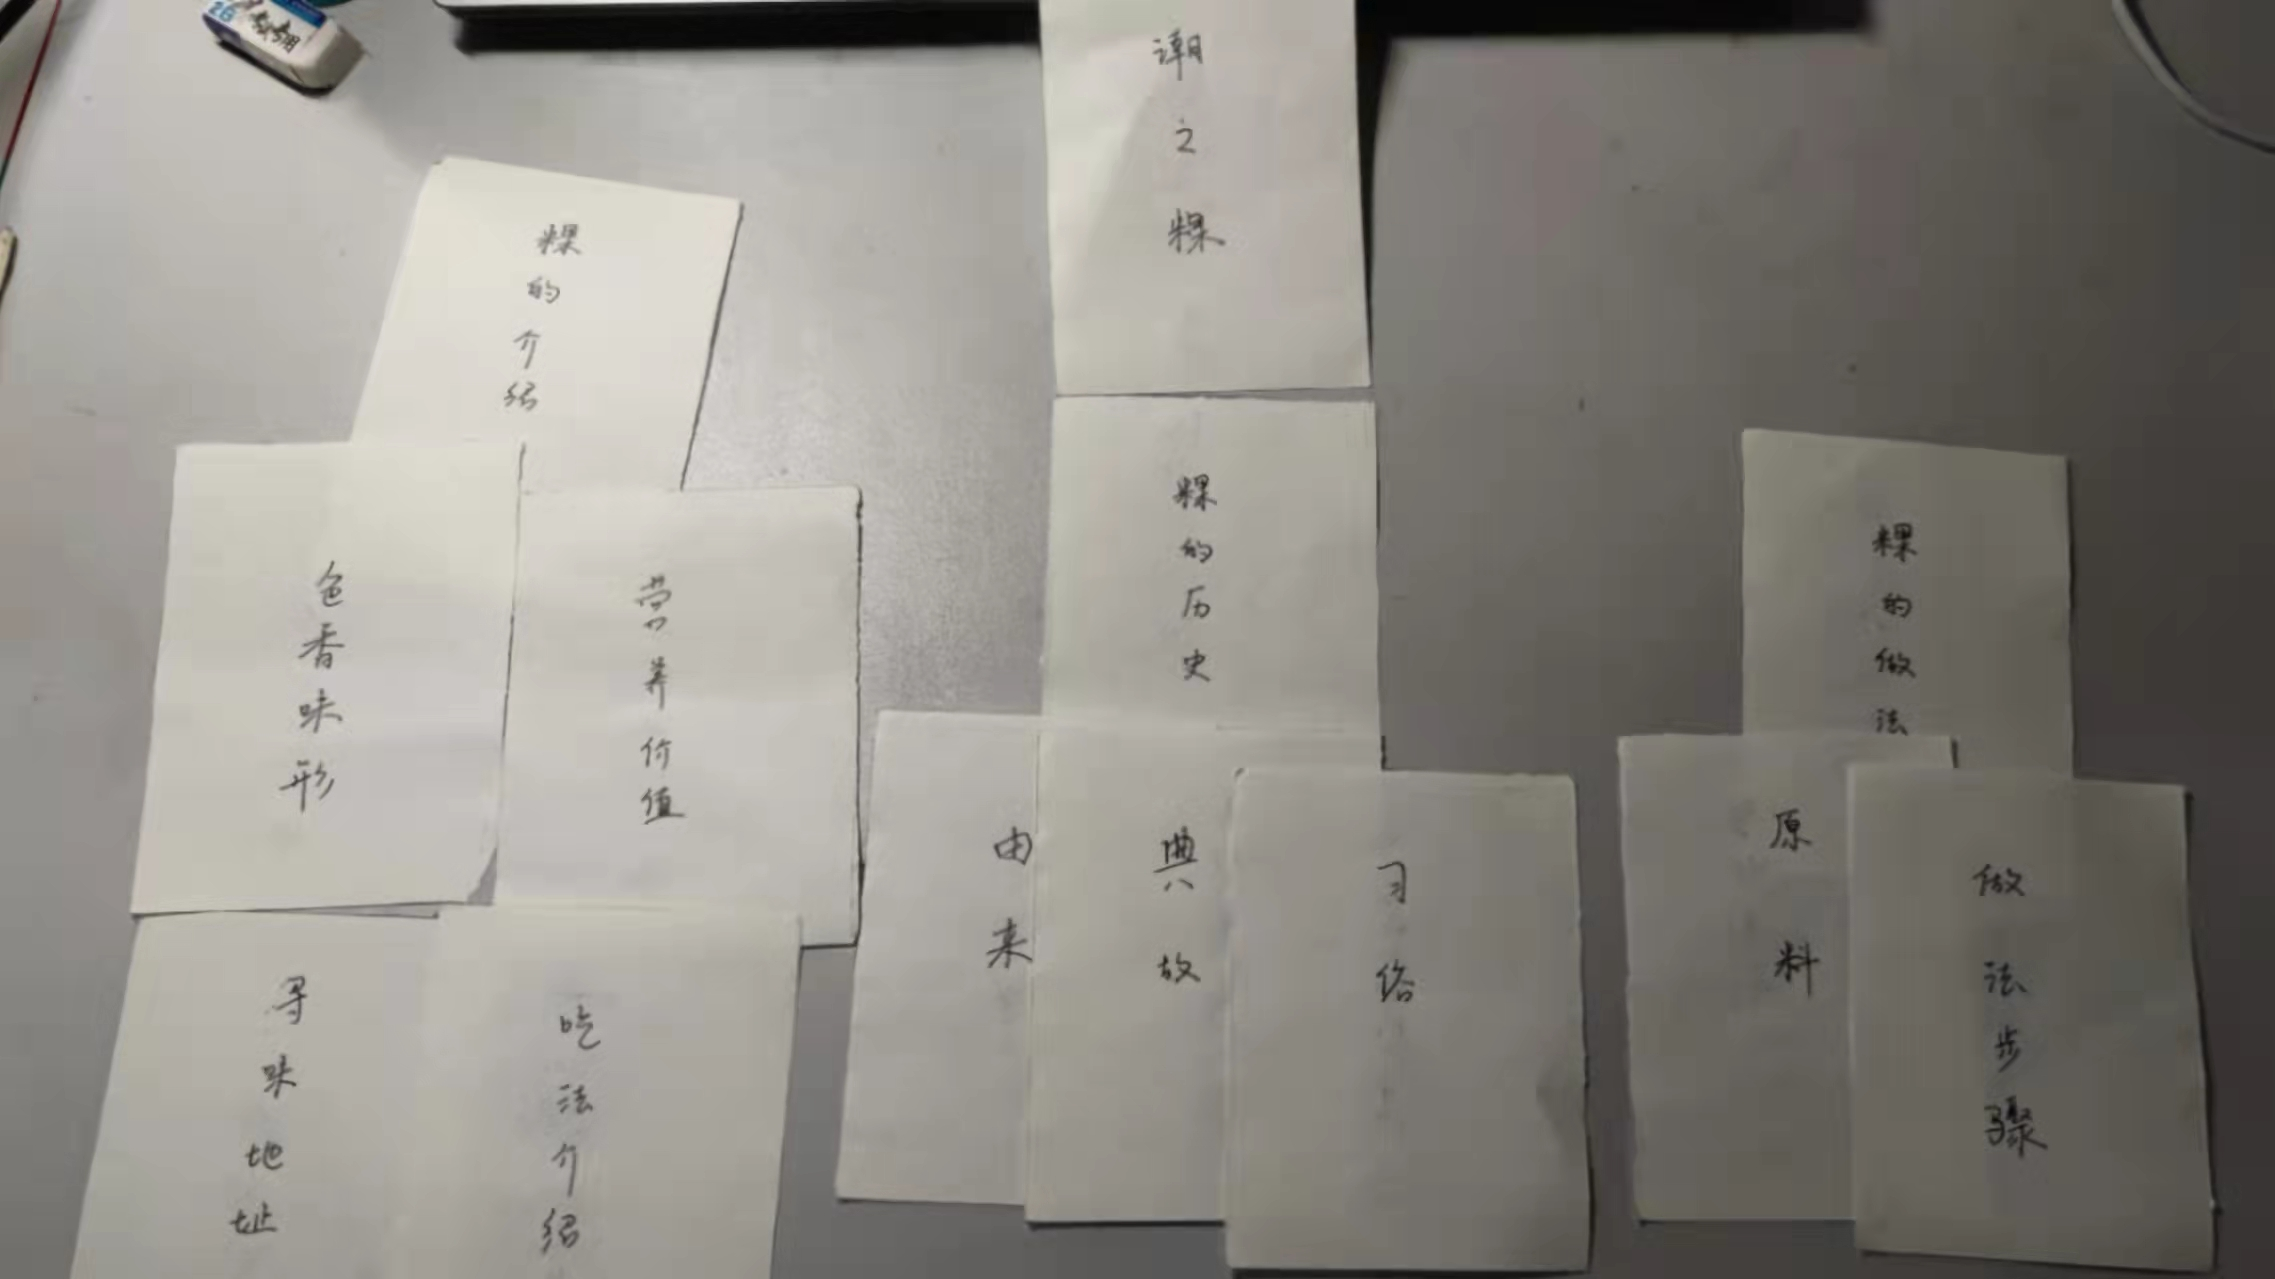 潮之粿
粿的介绍
色香味形
营养价值
寻味地址
吃法介绍
粿的历史
由来
典故
习俗
粿的做法
原料
做法步骤